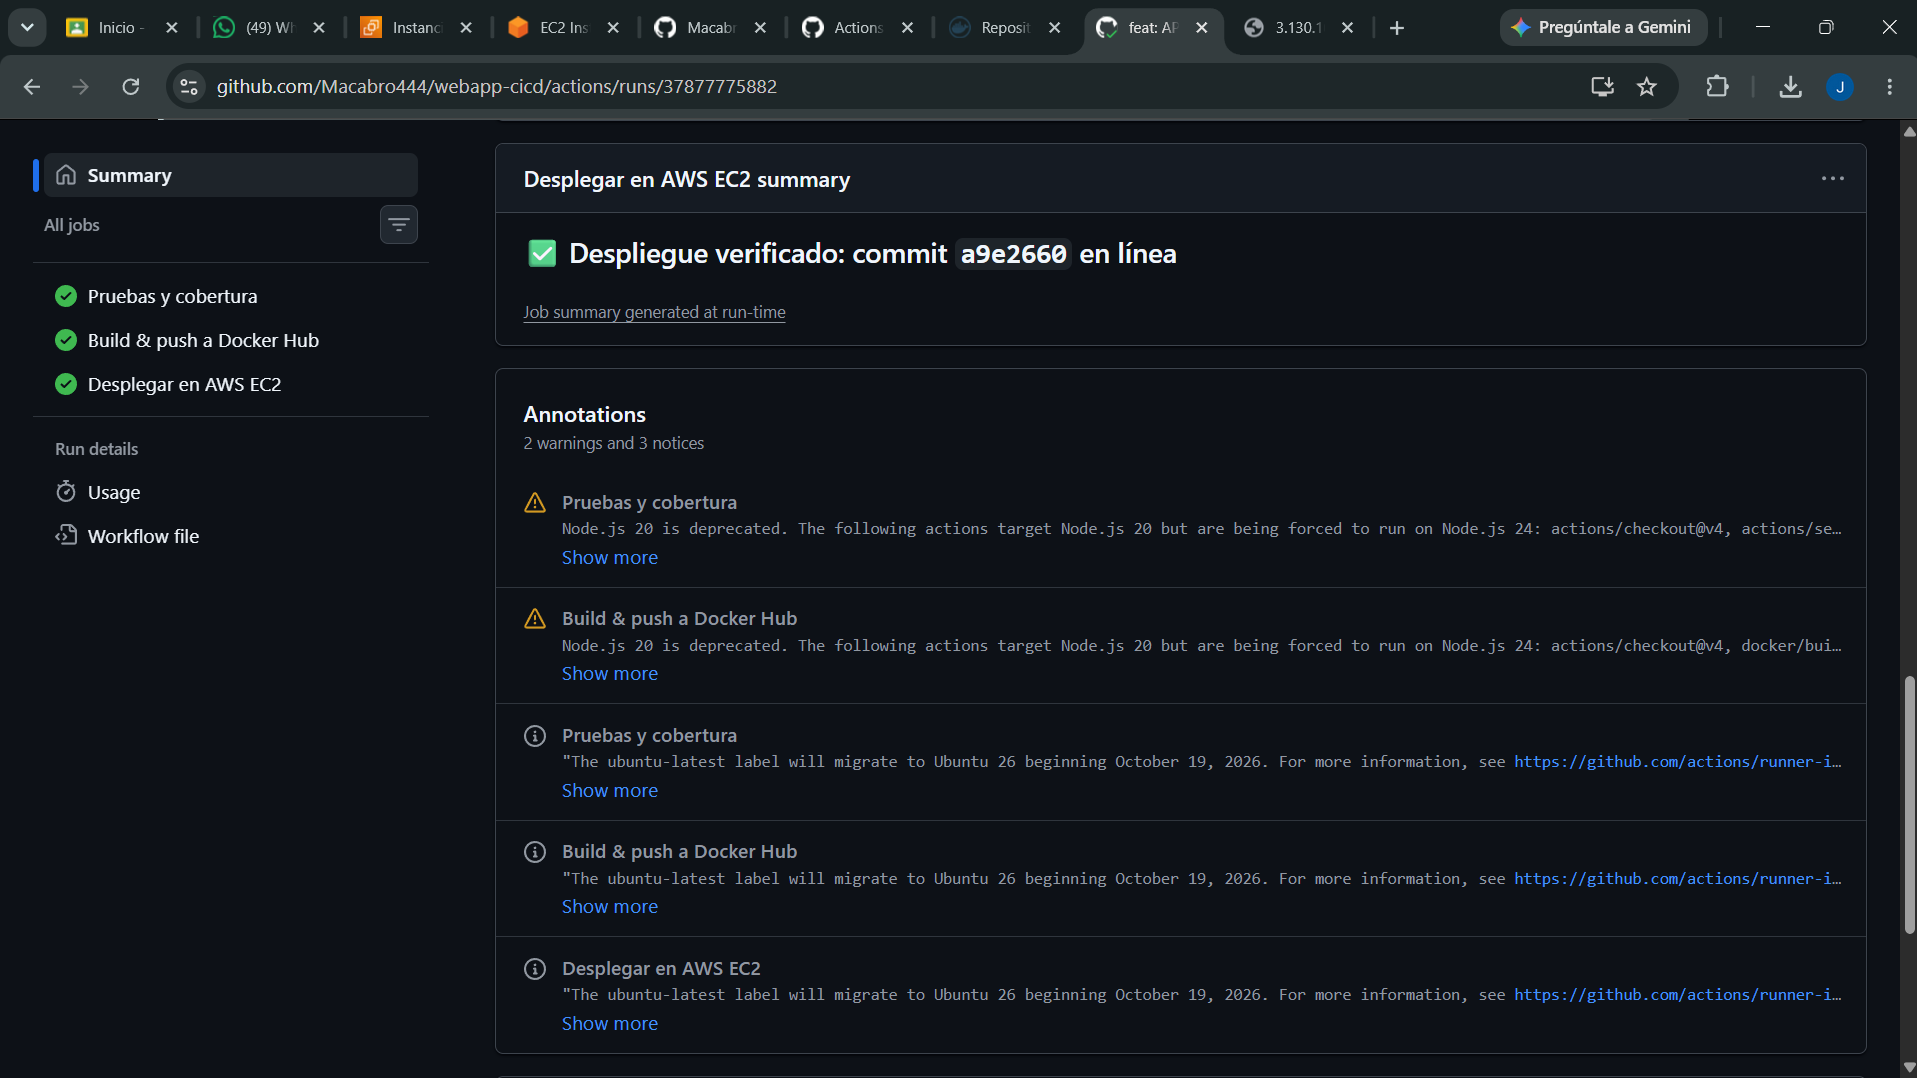 Inicio -
(49) Wh
Instanci
EC2 Ins
Macabr
Actions
Reposit
feat: AP
3.130.1
Pregúntale a Gemini
github.com/Macabro444/webapp-cicd/actions/runs/37877775882
J
Summary
All jobs
Pruebas y cobertura
Build & push a Docker Hub
Desplegar en AWS EC2
Run details
Usage
Workflow file
Desplegar en AWS EC2 summary
Despliegue verificado: commit a9e2660 en línea
Job summary generated at run-time
Annotations
2 warnings and 3 notices
Pruebas y cobertura
Node.js 20 is deprecated. The following actions target Node.js 20 but are being forced to run on Node.js 24: actions/checkout@v4, actions/se…
Show more
Build & push a Docker Hub
Node.js 20 is deprecated. The following actions target Node.js 20 but are being forced to run on Node.js 24: actions/checkout@v4, docker/bui…
Show more
Pruebas y cobertura
"The ubuntu-latest label will migrate to Ubuntu 26 beginning October 19, 2026. For more information, see https://github.com/actions/runner-i…
Show more
Build & push a Docker Hub
"The ubuntu-latest label will migrate to Ubuntu 26 beginning October 19, 2026. For more information, see https://github.com/actions/runner-i…
Show more
Desplegar en AWS EC2
"The ubuntu-latest label will migrate to Ubuntu 26 beginning October 19, 2026. For more information, see https://github.com/actions/runner-i…
Show more